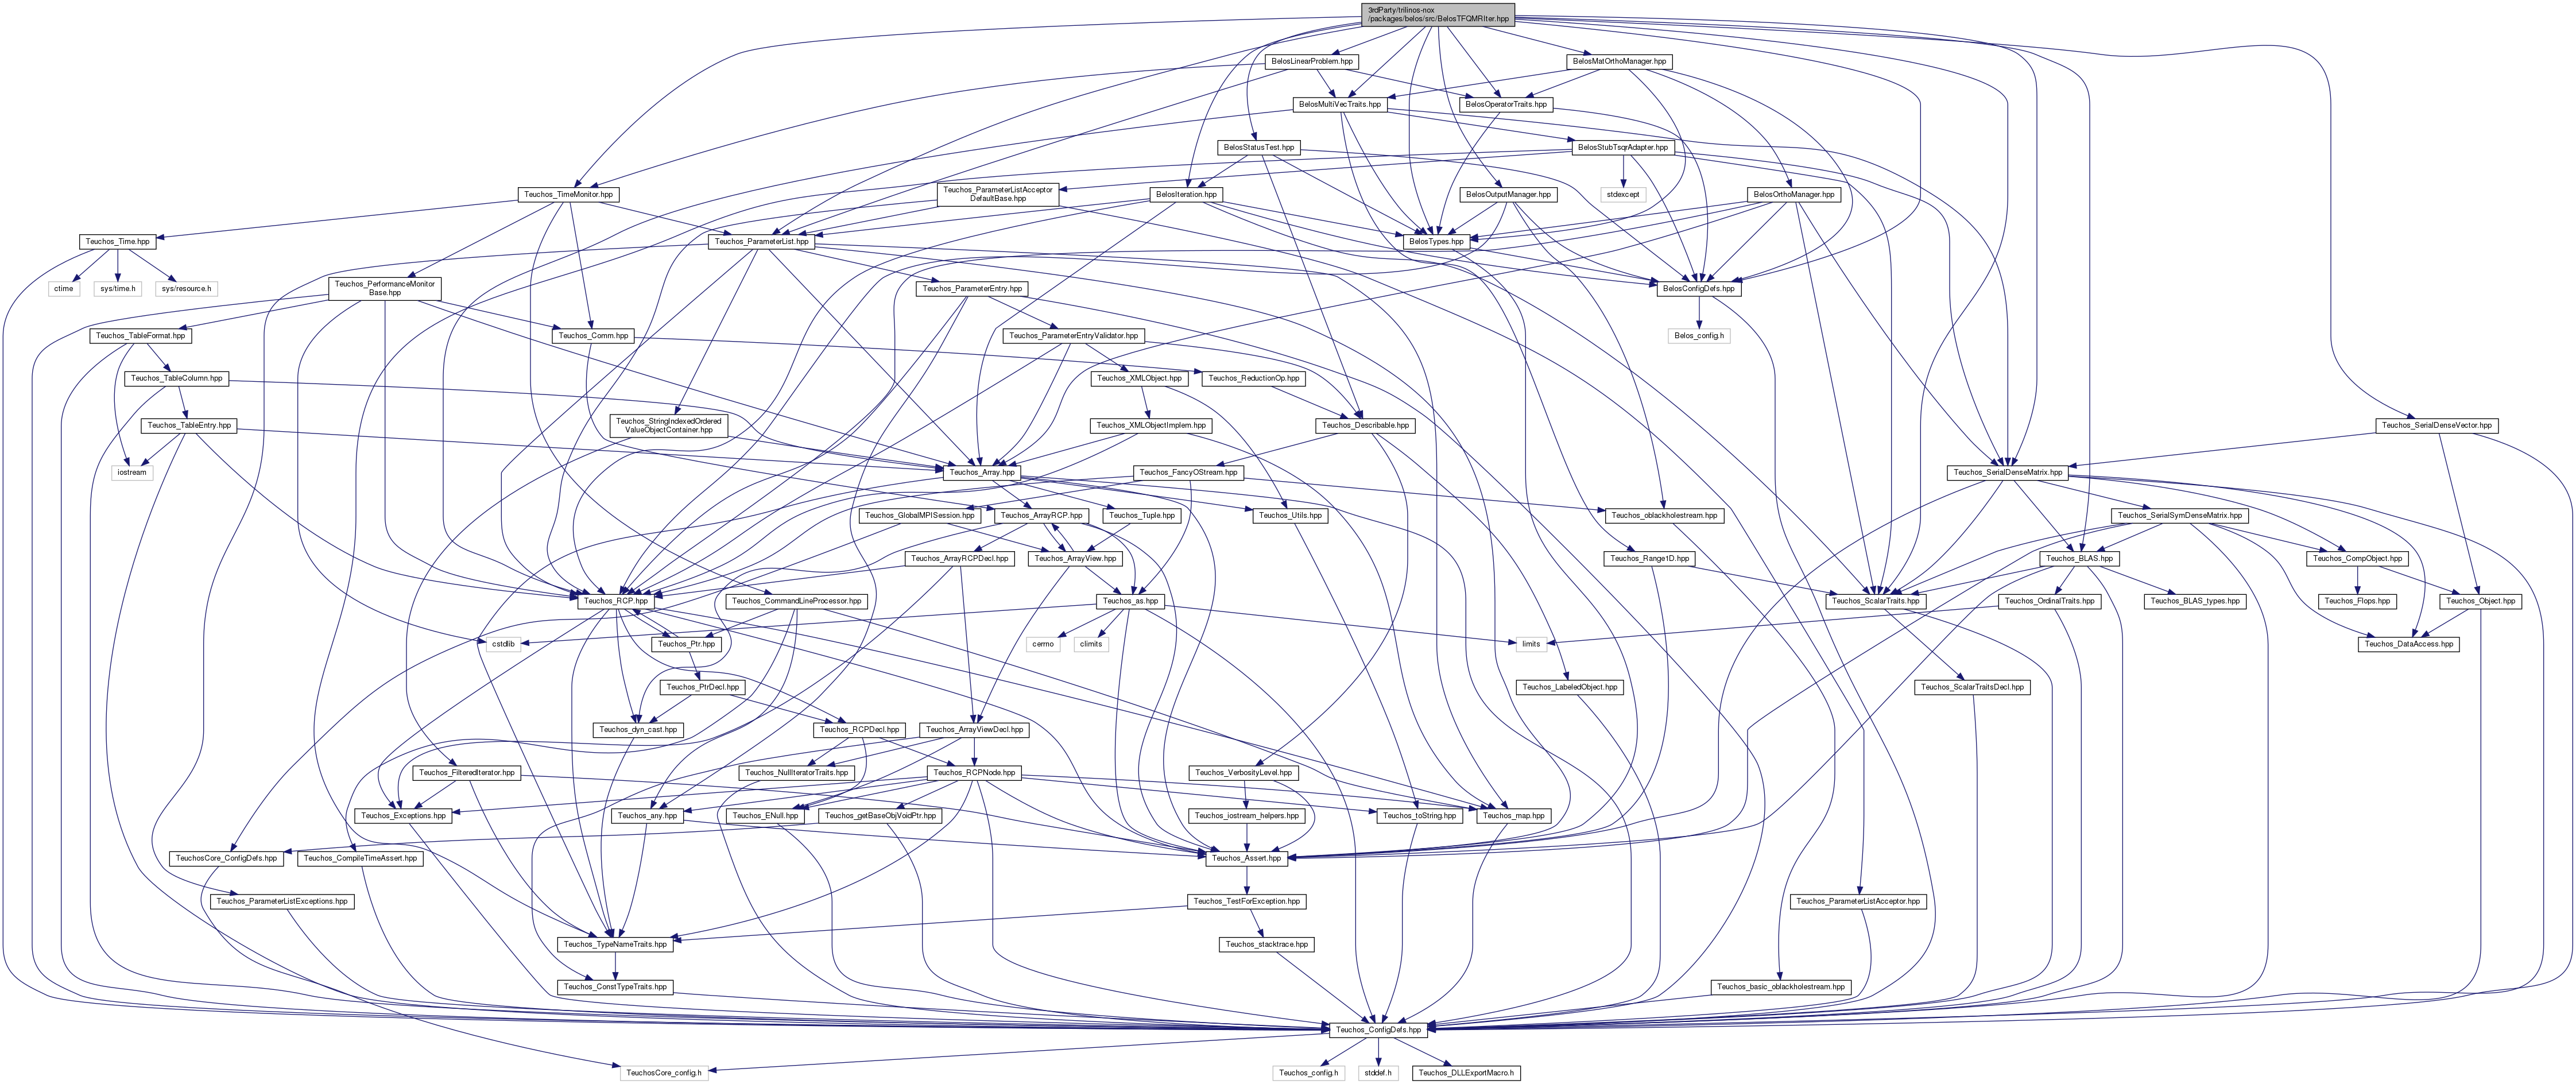 3rdParty/trilinos-nox
/packages/belos/src/BelosTFQMRIter.hpp
BelosLinearProblem.hpp
BelosMatOrthoManager.hpp
BelosMultiVecTraits.hpp
BelosOperatorTraits.hpp
BelosStatusTest.hpp
BelosStubTsqrAdapter.hpp
Teuchos_TimeMonitor.hpp
Teuchos_ParameterListAcceptor
DefaultBase.hpp
BelosIteration.hpp
BelosOutputManager.hpp
stdexcept
BelosOrthoManager.hpp
Teuchos_Time.hpp
Teuchos_ParameterList.hpp
BelosTypes.hpp
ctime
sys/time.h
sys/resource.h
Teuchos_PerformanceMonitor
Base.hpp
Teuchos_ParameterEntry.hpp
BelosConfigDefs.hpp
Teuchos_TableFormat.hpp
Teuchos_Comm.hpp
Teuchos_ParameterEntryValidator.hpp
Belos_config.h
Teuchos_TableColumn.hpp
Teuchos_XMLObject.hpp
Teuchos_ReductionOp.hpp
Teuchos_TableEntry.hpp
Teuchos_StringIndexedOrdered
ValueObjectContainer.hpp
Teuchos_XMLObjectImplem.hpp
Teuchos_Describable.hpp
Teuchos_SerialDenseVector.hpp
iostream
Teuchos_Array.hpp
Teuchos_FancyOStream.hpp
Teuchos_SerialDenseMatrix.hpp
Teuchos_GlobalMPISession.hpp
Teuchos_ArrayRCP.hpp
Teuchos_Tuple.hpp
Teuchos_Utils.hpp
Teuchos_oblackholestream.hpp
Teuchos_SerialSymDenseMatrix.hpp
Teuchos_ArrayRCPDecl.hpp
Teuchos_ArrayView.hpp
Teuchos_Range1D.hpp
Teuchos_BLAS.hpp
Teuchos_CompObject.hpp
Teuchos_RCP.hpp
Teuchos_CommandLineProcessor.hpp
Teuchos_as.hpp
Teuchos_ScalarTraits.hpp
Teuchos_OrdinalTraits.hpp
Teuchos_BLAS_types.hpp
Teuchos_Flops.hpp
Teuchos_Object.hpp
cstdlib
Teuchos_Ptr.hpp
cerrno
climits
limits
Teuchos_DataAccess.hpp
Teuchos_PtrDecl.hpp
Teuchos_LabeledObject.hpp
Teuchos_ScalarTraitsDecl.hpp
Teuchos_dyn_cast.hpp
Teuchos_RCPDecl.hpp
Teuchos_ArrayViewDecl.hpp
Teuchos_FilteredIterator.hpp
Teuchos_NullIteratorTraits.hpp
Teuchos_RCPNode.hpp
Teuchos_VerbosityLevel.hpp
Teuchos_Exceptions.hpp
Teuchos_any.hpp
Teuchos_ENull.hpp
Teuchos_getBaseObjVoidPtr.hpp
Teuchos_iostream_helpers.hpp
Teuchos_toString.hpp
Teuchos_map.hpp
TeuchosCore_ConfigDefs.hpp
Teuchos_CompileTimeAssert.hpp
Teuchos_Assert.hpp
Teuchos_ParameterListExceptions.hpp
Teuchos_TestForException.hpp
Teuchos_ParameterListAcceptor.hpp
Teuchos_TypeNameTraits.hpp
Teuchos_stacktrace.hpp
Teuchos_ConstTypeTraits.hpp
Teuchos_basic_oblackholestream.hpp
Teuchos_ConfigDefs.hpp
TeuchosCore_config.h
Teuchos_config.h
stddef.h
Teuchos_DLLExportMacro.h